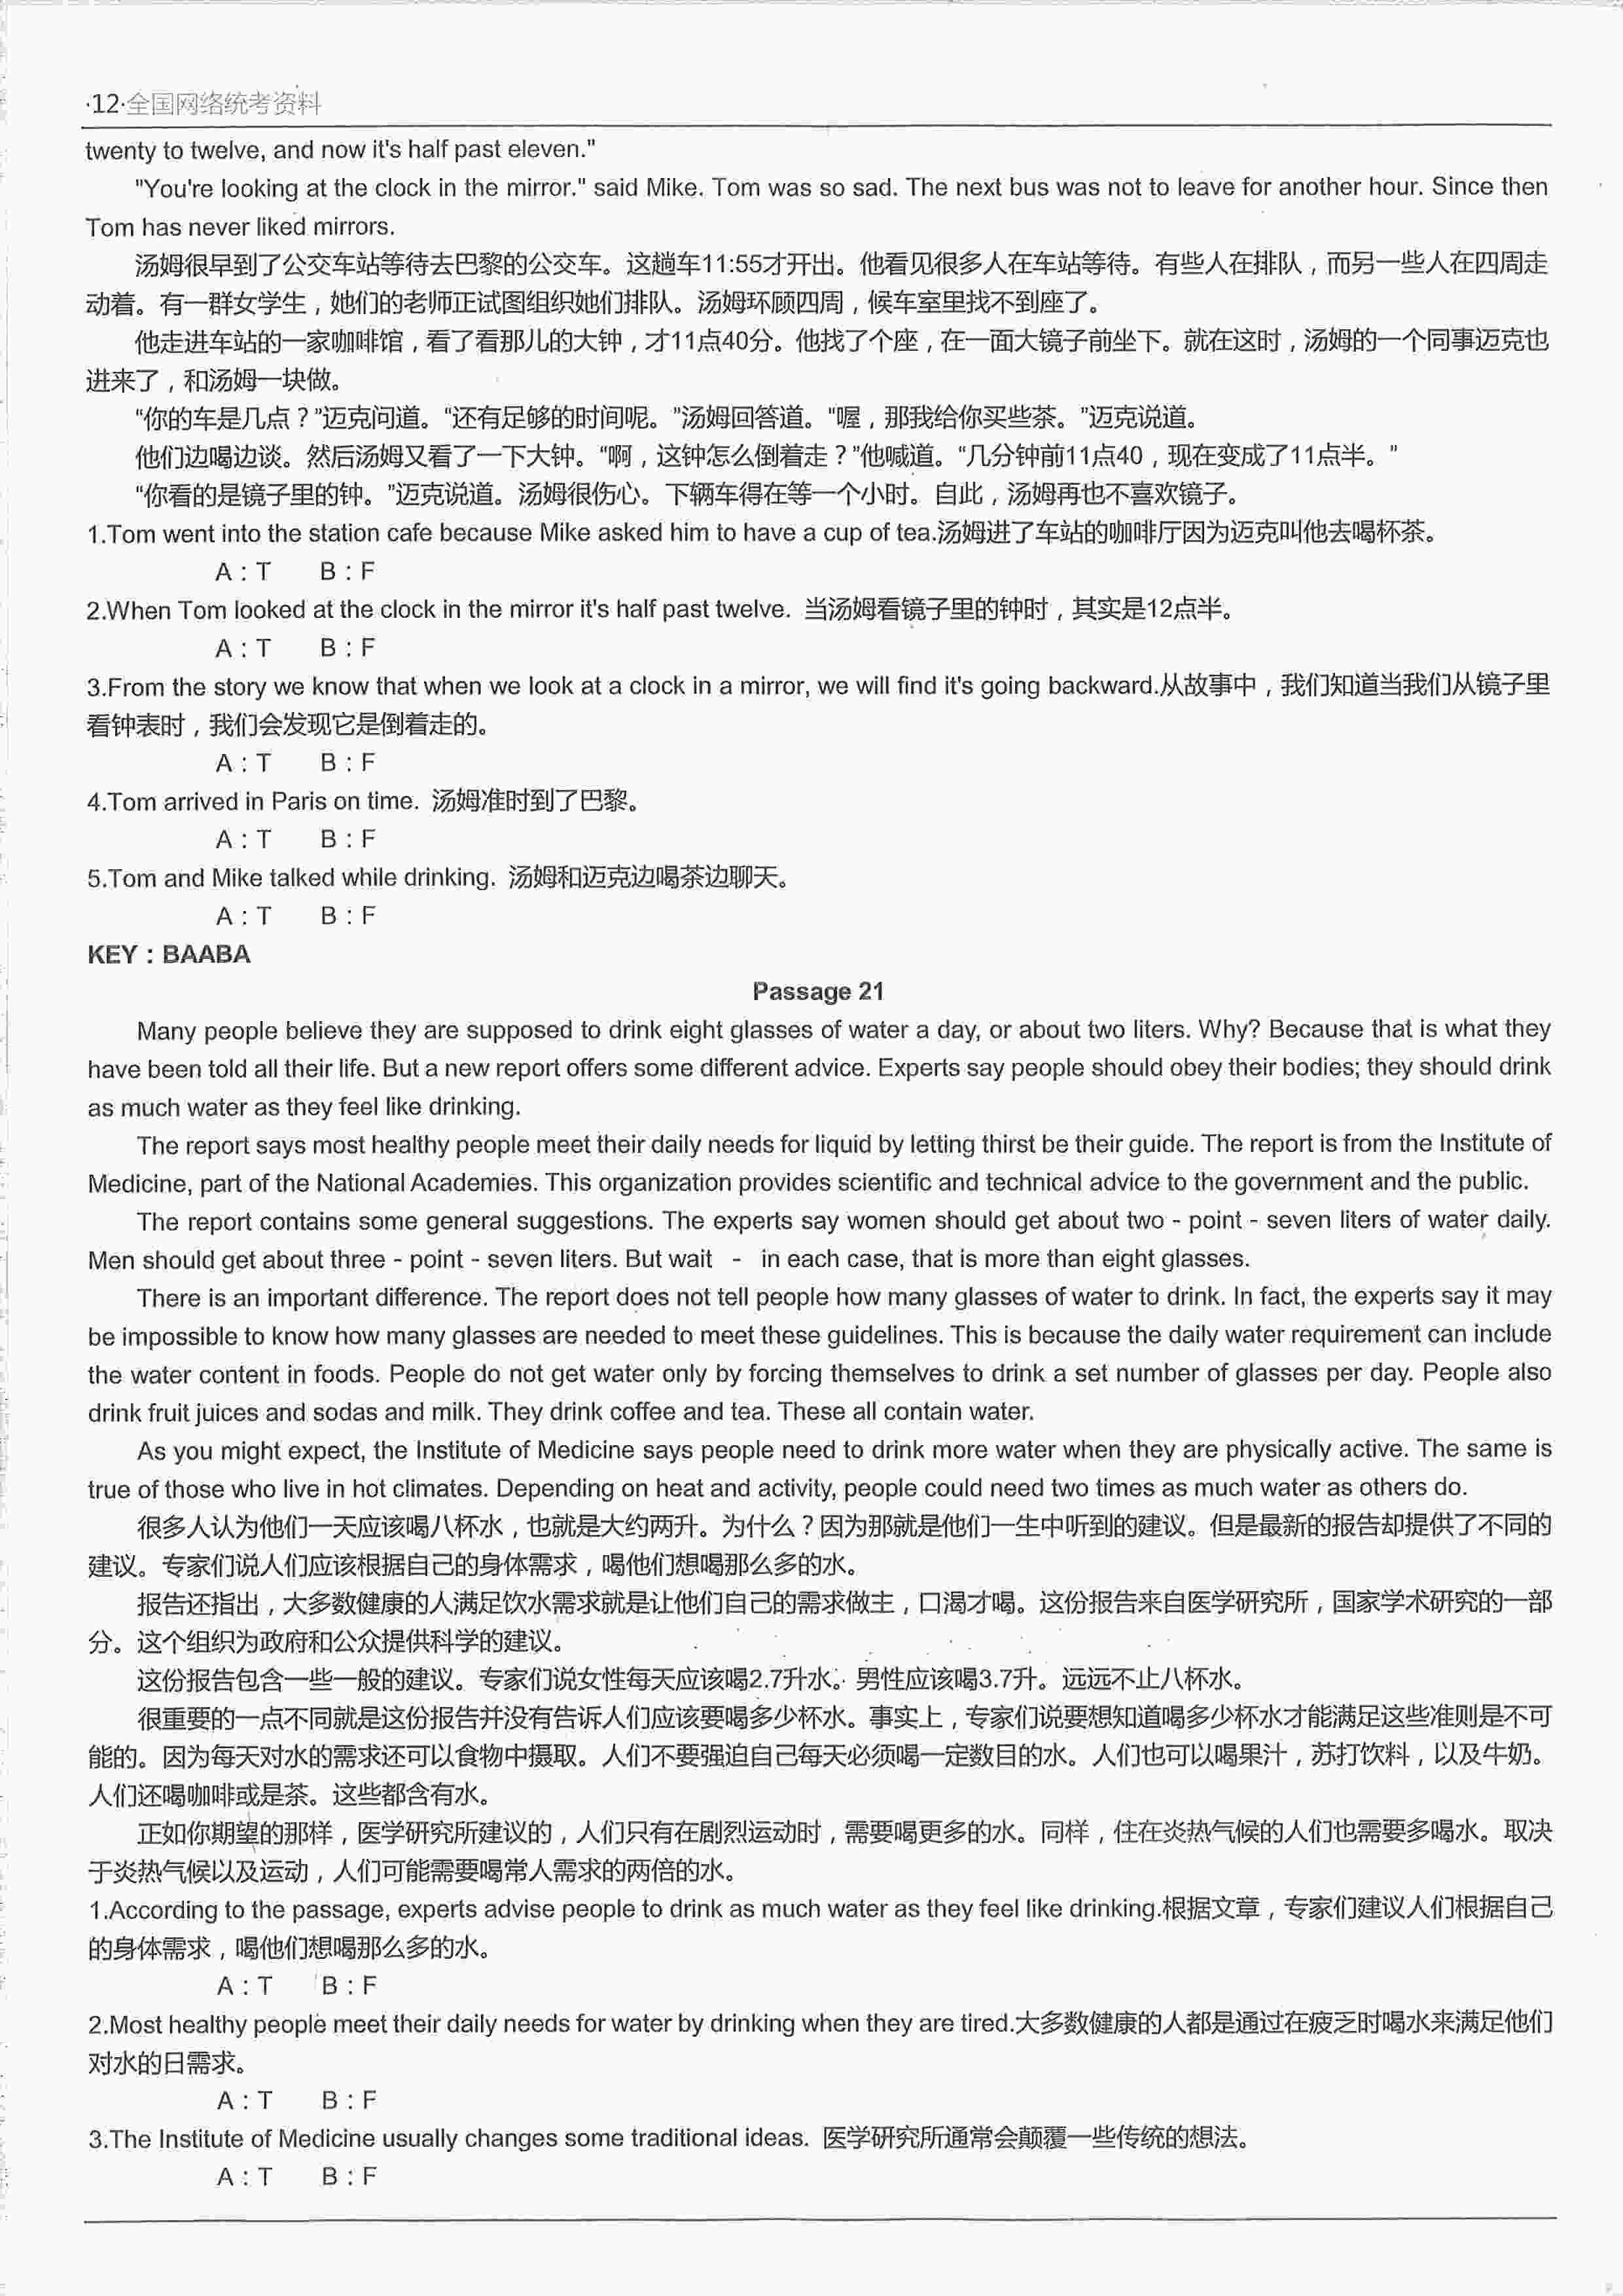 ·12·全国网络统考资料
twenty to twelve, and now it's half past eleven."
"You're looking at the clock in the mirror." said Mike. Tom was so sad. The next bus was not to leave for another hour. Since then
Tom has never liked mirrors.
汤姆很早到了公交车站等待去巴黎的公交车。这趟车11:55才开出。他看见很多人在车站等待。有些人在排队，而另一些人在四周走
动着。有一群女学生，她们的老师正试图组织她们排队。汤姆环顾四周，候车室里找不到座了。
他走进车站的一家咖啡馆，看了看那儿的大钟，才11点40分。他找了个座，在一面大镜子前坐下。就在这时，汤姆的一个同事迈克也
进来了，和汤姆一块做。
“你的车是几点？”迈克问道。“还有足够的时间呢。”汤姆回答道。“喔，那我给你买些茶。”迈克说道。
他们边喝边谈。然后汤姆又看了一下大钟。“啊，这钟怎么倒着走？”他喊道。“几分钟前11点40，现在变成了11点半。”
“你看的是镜子里的钟。”迈克说道。汤姆很伤心。下辆车得在等一个小时。自此，汤姆再也不喜欢镜子。
1.Tom went into the station cafe because Mike asked him to have a cup of tea.汤姆进了车站的咖啡厅因为迈克叫他去喝杯茶。
A：T B：F
2.When Tom looked at the clock in the mirror it's half past twelve. 当汤姆看镜子里的钟时，其实是12点半。
A：T B：F
3.From the story we know that when we look at a clock in a mirror, we will find it's going backward.从故事中，我们知道当我们从镜子里
看钟表时，我们会发现它是倒着走的。
A：T B：F
4.Tom arrived in Paris on time. 汤姆准时到了巴黎。
A：T B：F
5.Tom and Mike talked while drinking. 汤姆和迈克边喝茶边聊天。
A：T B：F
KEY：BAABA
Passage 21
Many people believe they are supposed to drink eight glasses of water a day, or about two liters. Why? Because that is what they
have been told all their life. But a new report offers some different advice. Experts say people should obey their bodies; they should drink
as much water as they feel like drinking.
The report says most healthy people meet their daily needs for liquid by letting thirst be their guide. The report is from the Institute of
Medicine, part of the National Academies. This organization provides scientific and technical advice to the government and the public.
The report contains some general suggestions. The experts say women should get about two - point - seven liters of water daily.
Men should get about three - point - seven liters. But wait - in each case, that is more than eight glasses.
There is an important difference. The report does not tell people how many glasses of water to drink. In fact, the experts say it may
be impossible to know how many glasses are needed to meet these guidelines. This is because the daily water requirement can include
the water content in foods. People do not get water only by forcing themselves to drink a set number of glasses per day. People also
drink fruit juices and sodas and milk. They drink coffee and tea. These all contain water.
As you might expect, the Institute of Medicine says people need to drink more water when they are physically active. The same is
true of those who live in hot climates. Depending on heat and activity, people could need two times as much water as others do.
很多人认为他们一天应该喝八杯水，也就是大约两升。为什么？因为那就是他们一生中听到的建议。但是最新的报告却提供了不同的
建议。专家们说人们应该根据自己的身体需求，喝他们想喝那么多的水。
报告还指出，大多数健康的人满足饮水需求就是让他们自己的需求做主，口渴才喝。这份报告来自医学研究所，国家学术研究的一部
分。这个组织为政府和公众提供科学的建议。
这份报告包含一些一般的建议。专家们说女性每天应该喝2.7升水。男性应该喝3.7升。远远不止八杯水。
很重要的一点不同就是这份报告并没有告诉人们应该要喝多少杯水。事实上，专家们说要想知道喝多少杯水才能满足这些准则是不可
能的。因为每天对水的需求还可以食物中摄取。人们不要强迫自己每天必须喝一定数目的水。人们也可以喝果汁，苏打饮料，以及牛奶。
人们还喝咖啡或是茶。这些都含有水。
正如你期望的那样，医学研究所建议的，人们只有在剧烈运动时，需要喝更多的水。同样，住在炎热气候的人们也需要多喝水。取决
于炎热气候以及运动，人们可能需要喝常人需求的两倍的水。
1.According to the passage, experts advise people to drink as much water as they feel like drinking.根据文章，专家们建议人们根据自己
的身体需求，喝他们想喝那么多的水。
A：T B：F
2.Most healthy people meet their daily needs for water by drinking when they are tired.大多数健康的人都是通过在疲乏时喝水来满足他们
对水的日需求。
A：T B：F
3.The Institute of Medicine usually changes some traditional ideas. 医学研究所通常会颠覆一些传统的想法。
A：T B：F